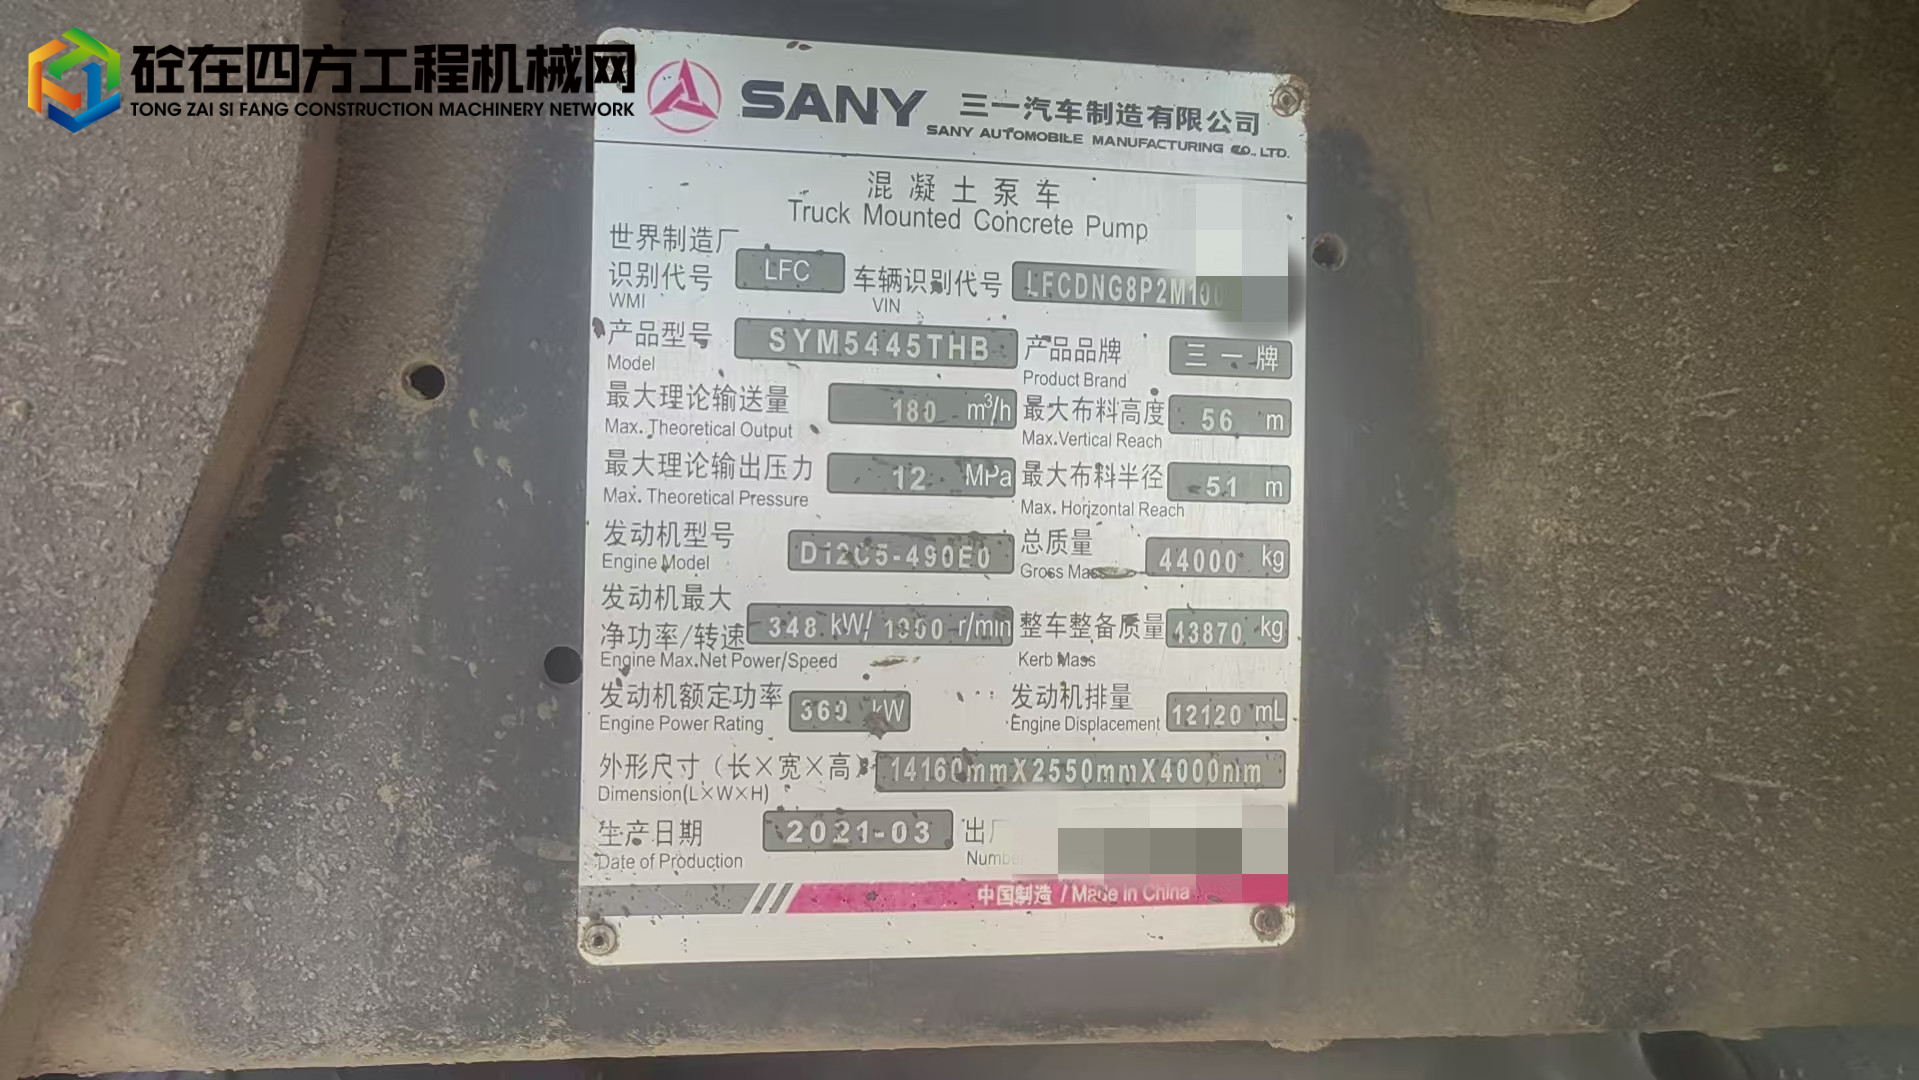 砼在四方工程机械网
TONG ZAI SI FANG CONSTRUCTION MACHINERY NETWORK
SANY 三一汽车制造有限公司
SANY AUTOMOBILE MANUFACTURING CO., LTD.
混凝土泵车
Truck Mounted Concrete Pump
世界制造厂
识别代号 LFC 车辆识别代号 LFCDNG8P2M100
WMI VIN
产品型号 SYM5445THB 产品品牌 三一牌
Model Product Brand
最大理论输送量 180 m³/h 最大布料高度 56 m
Max. Theoretical Output Max.Vertical Reach
最大理论输出压力 12 MPa 最大布料半径 51 m
Max. Theoretical Pressure Max. Horizontal Reach
发动机型号 D12C5-490E0 总质量 44000 kg
Engine Model Gross Mass
发动机最大
净功率/转速 348 kW/ 1900 r/min 整车整备质量 43870 kg
Engine Max.Net Power/Speed Kerb Mass
发动机额定功率 360 kW 发动机排量 12120 mL
Engine Power Rating Engine Displacement
外形尺寸（长×宽×高） 14160mmX2550mmX4000mm
Dimension(L×W×H)
生产日期 2021-03 出厂
Date of Production
中国制造 / Made in China